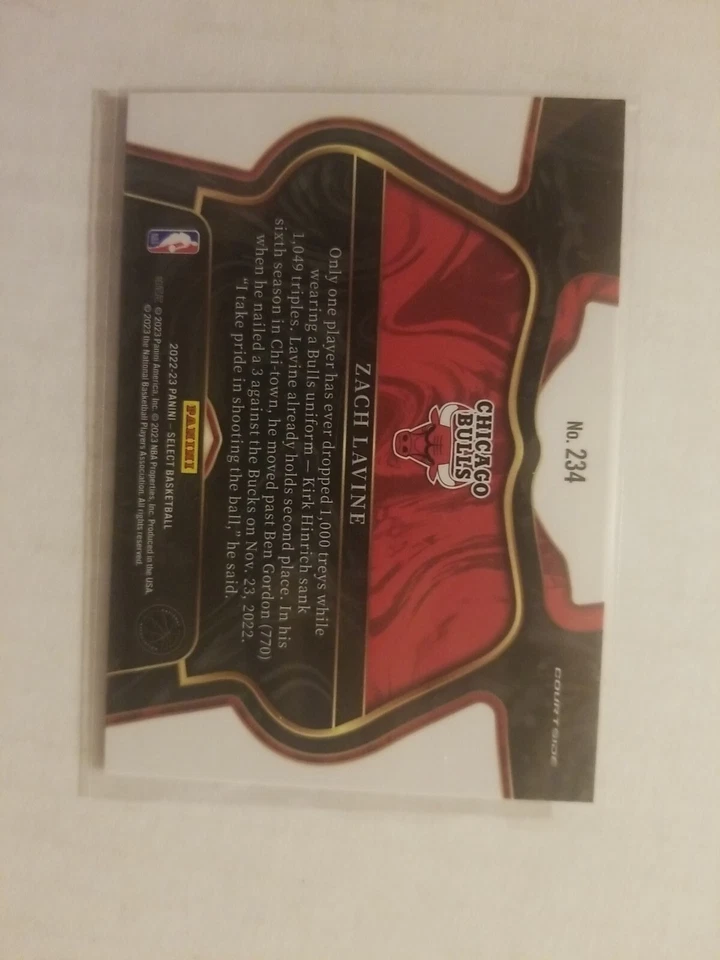 No. 234
COURTSIDE
CHICAGO
BULLS
ZACH LAVINE
Only one player has ever dropped 1,000 treys while
wearing a Bulls uniform — Kirk Hinrich sank
1,049 triples. Lavine already holds second place. In his
sixth season in Chi-town, he moved past Ben Gordon (770)
when he nailed a 3 against the Bucks on Nov. 23, 2022.
“I take pride in shooting the ball,” he said.
PANINI
2022-23 PANINI – SELECT BASKETBALL
© 2023 Panini America, Inc. © 2023 NBA Properties, Inc. Produced in the USA.
© 2023 the National Basketball Players Association. All rights reserved.